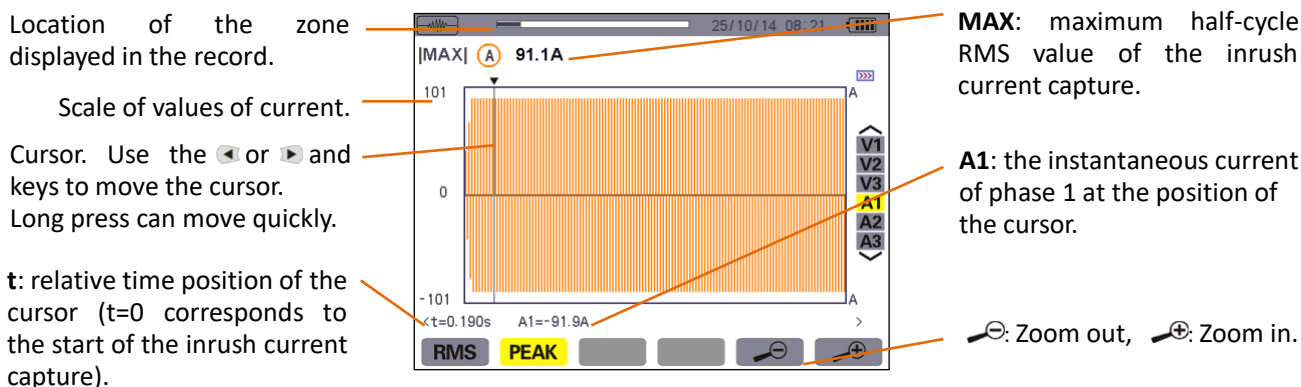 Location of the zone
displayed in the record.
Scale of values of current.
Cursor. Use the or and
keys to move the cursor.
Long press can move quickly.
t: relative time position of the
cursor (t=0 corresponds to
the start of the inrush current
capture).
25/10/14 08:21
|MAX| A 91.1A
>>>
101 A
0
-101 A
<t=0.190s A1=-91.9A >
V1
V2
V3
A1
A2
A3
RMS PEAK
MAX: maximum half-cycle
RMS value of the inrush
current capture.
A1: the instantaneous current
of phase 1 at the position of
the cursor.
: Zoom out, : Zoom in.